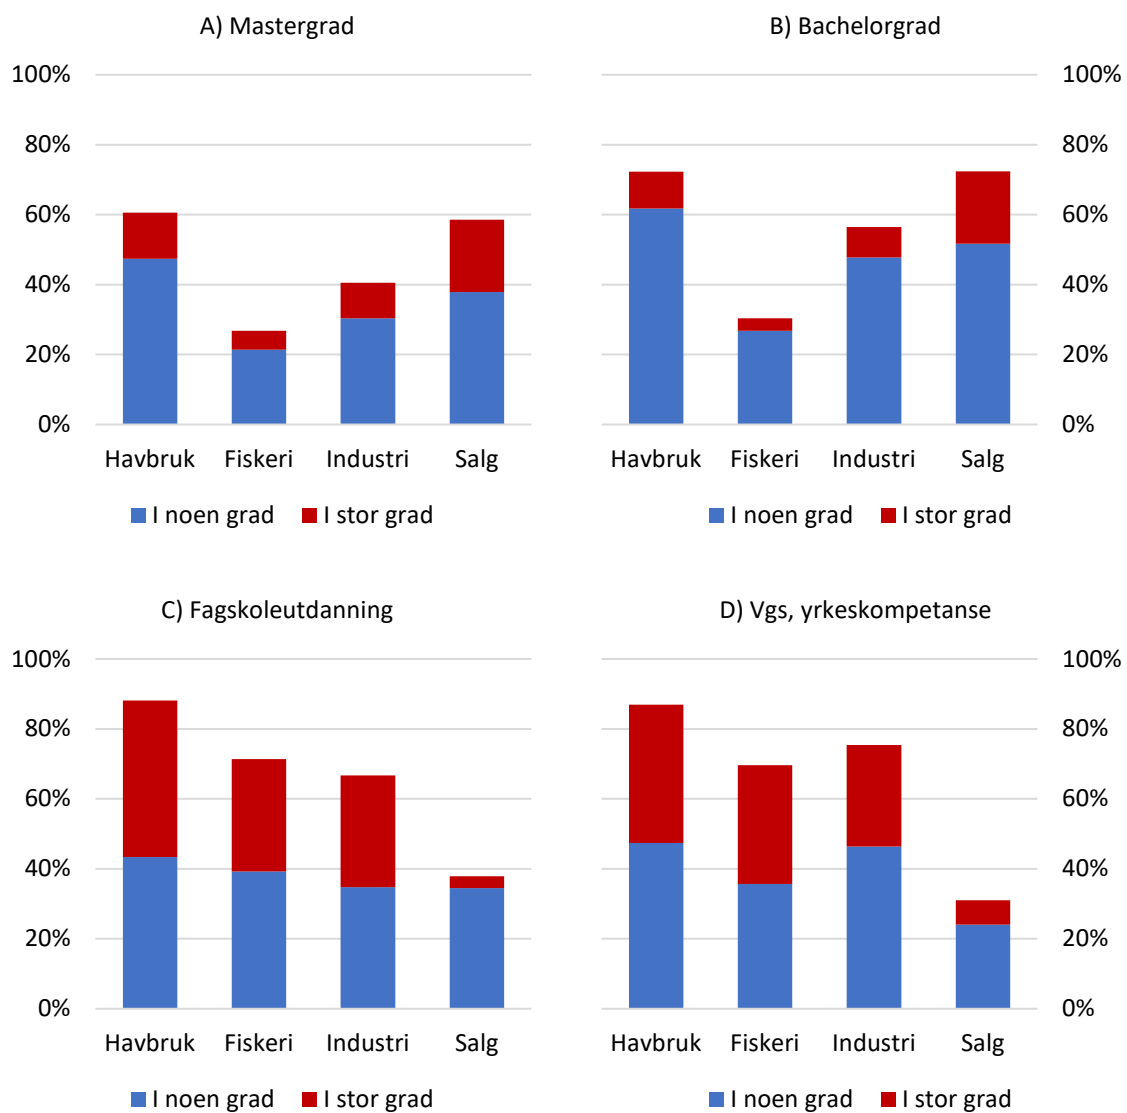 A) Mastergrad
B) Bachelorgrad
100%
80%
60%
40%
20%
0%
100%
80%
60%
40%
20%
0%
Havbruk Fiskeri Industri Salg
Havbruk Fiskeri Industri Salg
I noen grad I stor grad
I noen grad I stor grad
C) Fagskoleutdanning
D) Vgs, yrkeskompetanse
100%
80%
60%
40%
20%
0%
100%
80%
60%
40%
20%
0%
Havbruk Fiskeri Industri Salg
Havbruk Fiskeri Industri Salg
I noen grad I stor grad
I noen grad I stor grad